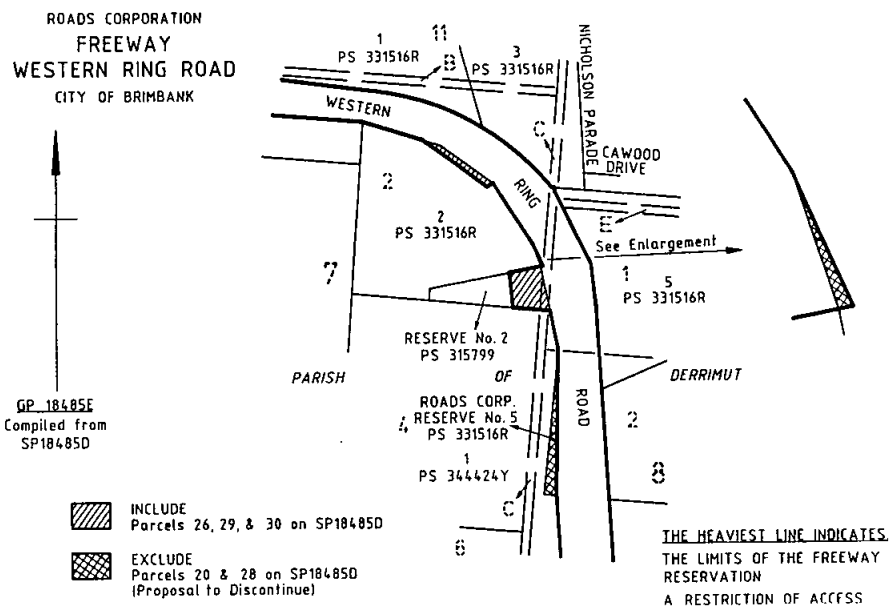 ROADS CORPORATION
FREEWAY
WESTERN RING ROAD
CITY OF BRIMBANK
GP 18485E
Compiled from
SP18485D
1
PS 331516R
11
3
PS 331516R
B
WESTERN
RING
ROAD
C
NICHOLSON PARADE
CAWOOD
DRIVE
E
See Enlargement
2
2
PS 331516R
7
1
5
PS 331516R
RESERVE No. 2
PS 315799
PARISH
OF
DERRIMUT
ROADS CORP.
4
RESERVE No. 5
PS 331516R
1
PS 344424Y
2
8
C
6
INCLUDE
Parcels 26, 29, & 30 on SP18485D
EXCLUDE
Parcels 20 & 28 on SP18485D
(Proposal to Discontinue)
THE HEAVIEST LINE INDICATES
THE LIMITS OF THE FREEWAY
RESERVATION
A RESTRICTION OF ACCESS